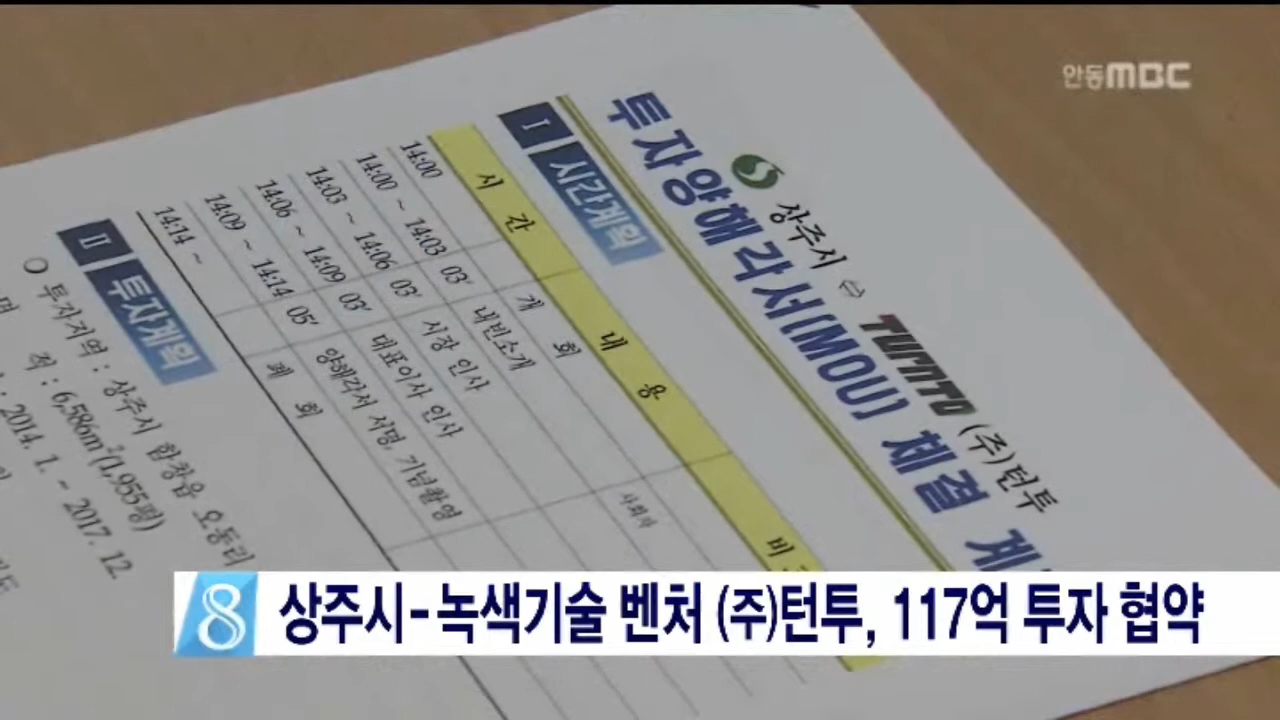 안동MBC
상주시 ⇔ TURNTO (주)턴투
투자양해각서(MOU) 체결
Ⅰ 시간계획
시 간 내 용 비
14:00 개 회
14:00 ~ 14:03 03′ 내빈소개 사회자
14:03 ~ 14:06 03′ 시장 인사
14:06 ~ 14:09 03′ 대표이사 인사
14:09 ~ 14:14 05′ 양해각서 서명, 기념촬영
14:14 ~ 폐 회
Ⅱ 투자계획
○ 투자지역 : 상주시 함창읍 오동리
적 : 6,586m²(1,955평)
: 2014. 1. - 2017. 12.
8 상주시-녹색기술 벤처 (주)턴투, 117억 투자 협약